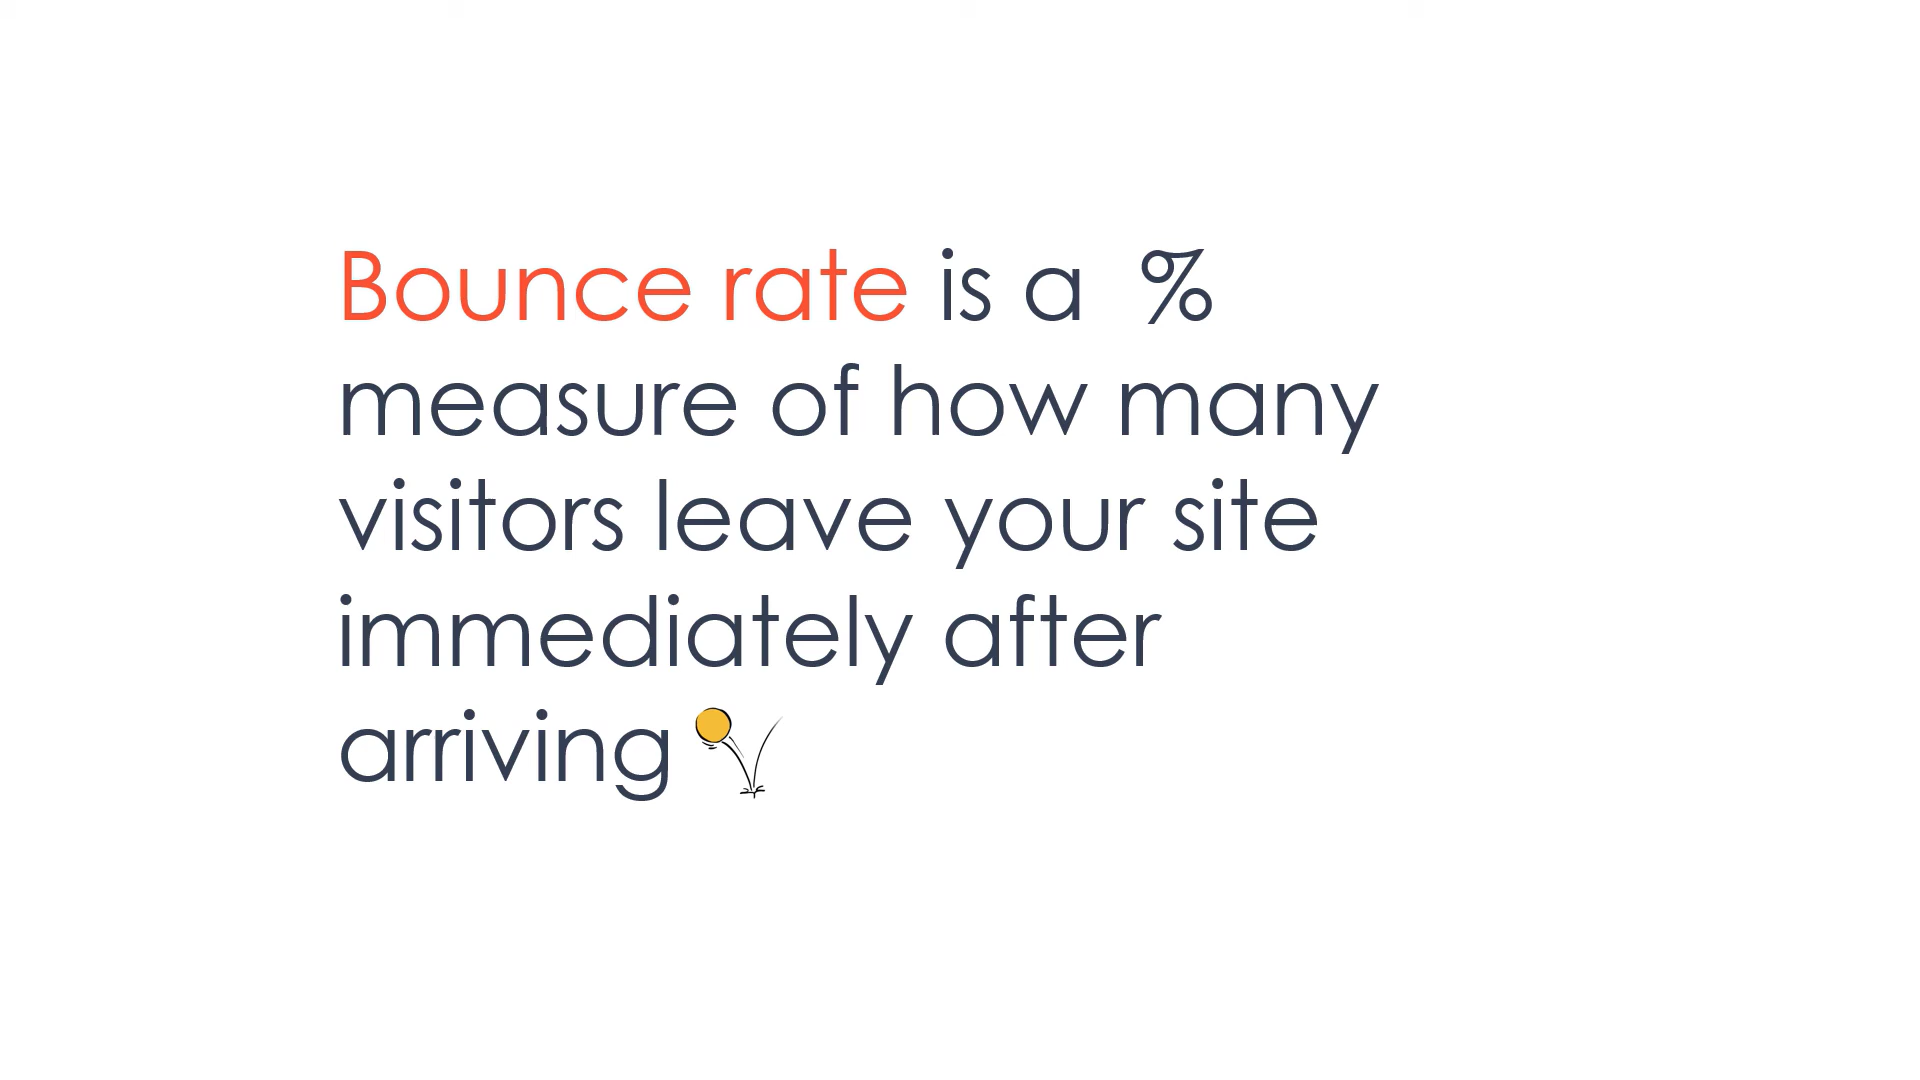 Bounce rate is a %
measure of how many
visitors leave your site
immediately after
arriving